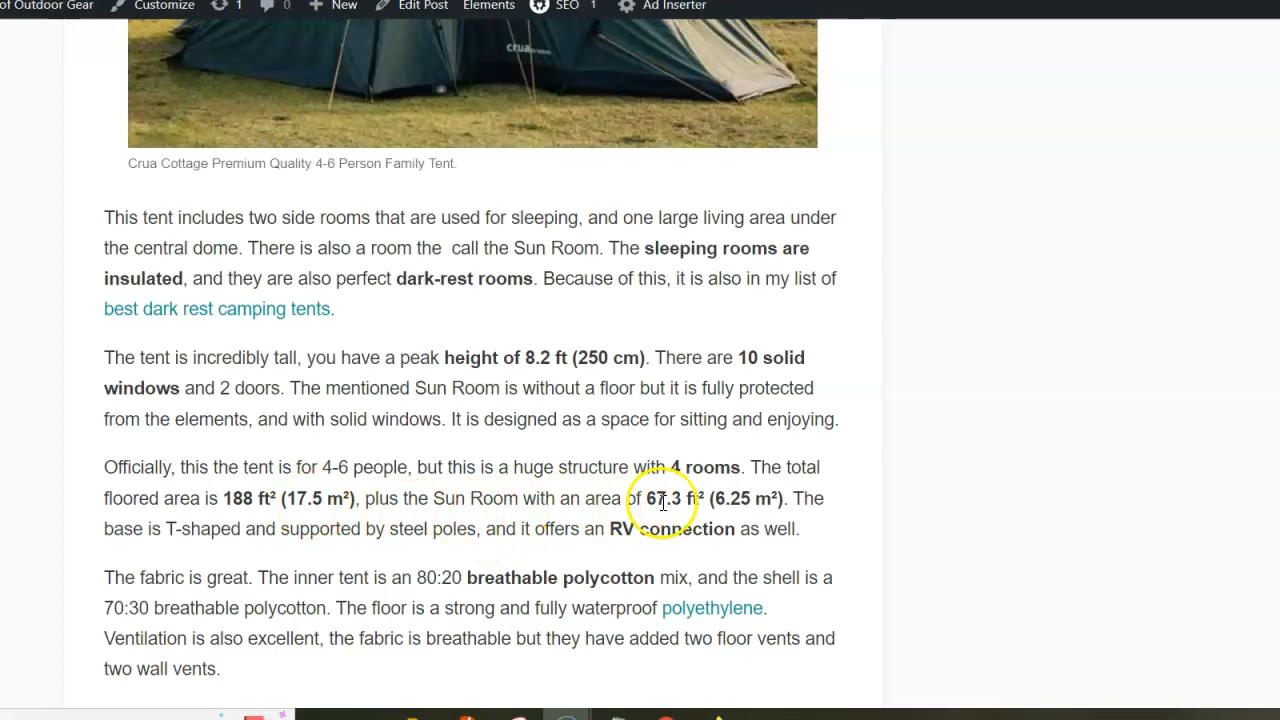 of Outdoor Gear Customize 1 0 New Edit Post Elements SEO 1 Ad Inserter
crua
Crua Cottage Premium Quality 4-6 Person Family Tent.
This tent includes two side rooms that are used for sleeping, and one large living area under
the central dome. There is also a room the  call the Sun Room. The sleeping rooms are
insulated, and they are also perfect dark-rest rooms. Because of this, it is also in my list of
best dark rest camping tents.
The tent is incredibly tall, you have a peak height of 8.2 ft (250 cm). There are 10 solid
windows and 2 doors. The mentioned Sun Room is without a floor but it is fully protected
from the elements, and with solid windows. It is designed as a space for sitting and enjoying.
Officially, this the tent is for 4-6 people, but this is a huge structure with 4 rooms. The total
floored area is 188 ft² (17.5 m²), plus the Sun Room with an area of 67.3 ft² (6.25 m²). The
base is T-shaped and supported by steel poles, and it offers an RV connection as well.
The fabric is great. The inner tent is an 80:20 breathable polycotton mix, and the shell is a
70:30 breathable polycotton. The floor is a strong and fully waterproof polyethylene.
Ventilation is also excellent, the fabric is breathable but they have added two floor vents and
two wall vents.